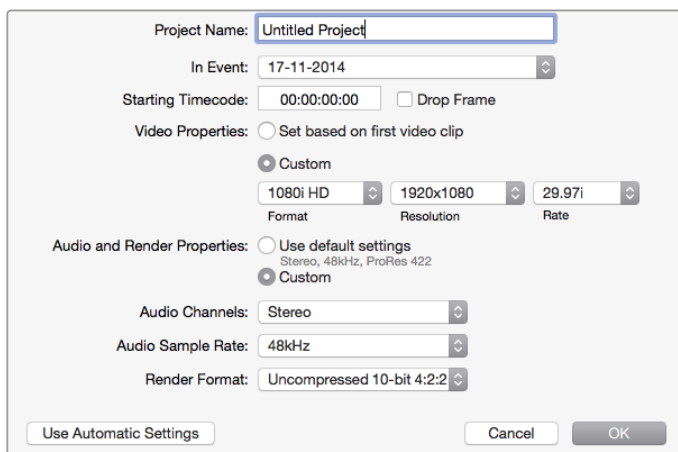 Project Name: Untitled Project
In Event: 17-11-2014
Starting Timecode: 00:00:00:00 Drop Frame
Video Properties: Set based on first video clip
Custom
1080i HD 1920x1080 29.97i
Format Resolution Rate
Audio and Render Properties: Use default settings
Stereo, 48kHz, ProRes 422
Custom
Audio Channels: Stereo
Audio Sample Rate: 48kHz
Render Format: Uncompressed 10-bit 4:2:2
Use Automatic Settings Cancel OK